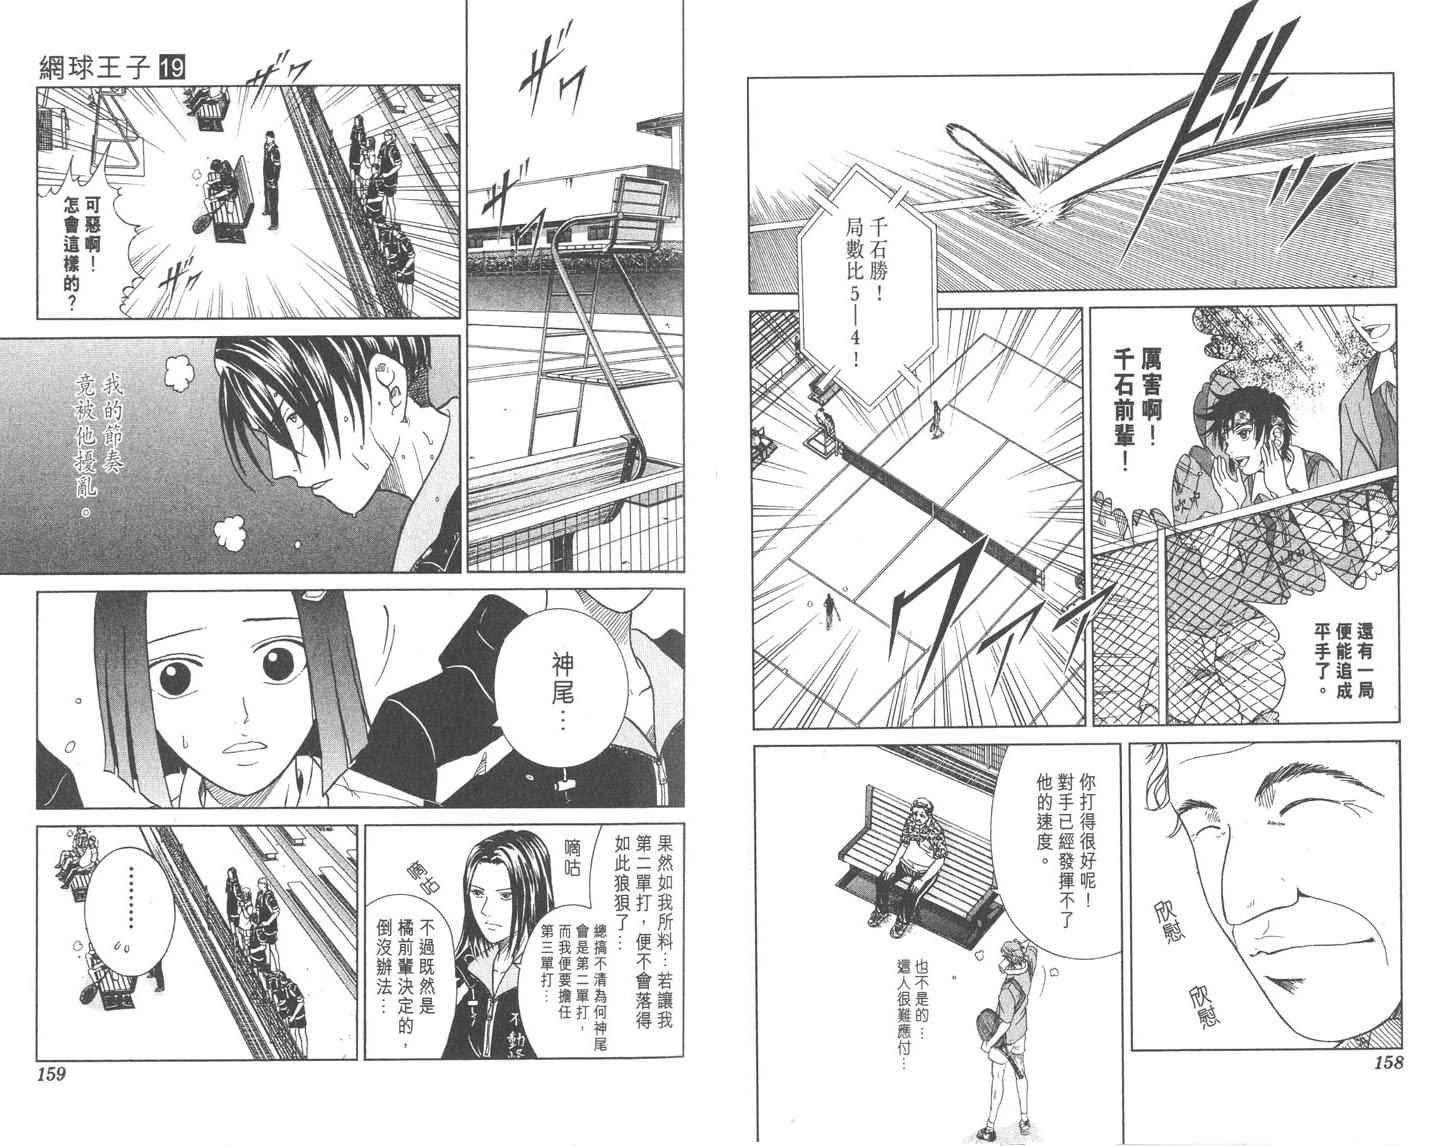 千石勝！
局數比5—4！
厲害啊！
千石前輩！
還有一局
便能追成
平手了。
欣慰
欣慰
你打得很好呢！
對手已經發揮不了
他的速度。
也不是的…
這人很難應付…
158
網球王子 19
可惡啊！
怎會這樣的？
我的節奏
竟被他擾亂。
神尾…
果然如我所料…若讓我
第二單打，便不會落得
如此狼狽了…
嘀咕
總搞不清為何神尾
會是第二單打，
而我便要擔任
第三單打…
嘀咕
不過既然是
橘前輩決定的，
倒沒辦法…
不動峰
………
159